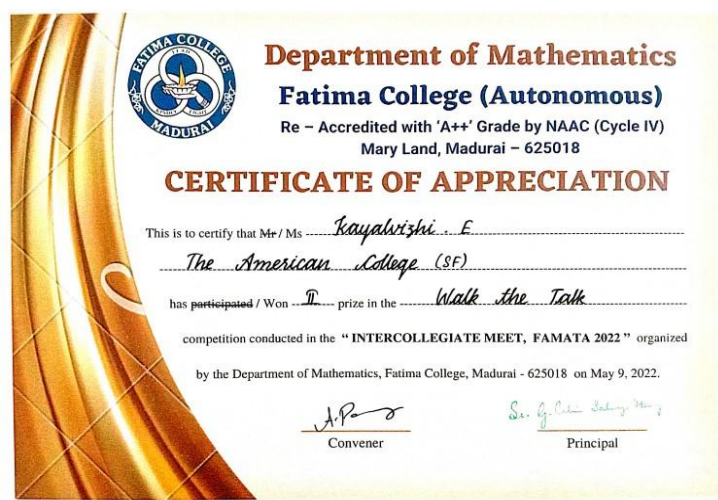 FATIMA COLLEGE
MADURAI
Department of Mathematics
Fatima College (Autonomous)
Re – Accredited with ‘A++’ Grade by NAAC (Cycle IV)
Mary Land, Madurai – 625018
CERTIFICATE OF APPRECIATION
This is to certify that Mr / Ms Kayalvizhi . E
The American College (SF)
has participated / Won II prize in the Walk the Talk
competition conducted in the “ INTERCOLLEGIATE MEET, FAMATA 2022 ” organized
by the Department of Mathematics, Fatima College, Madurai - 625018 on May 9, 2022.
Convener
Principal